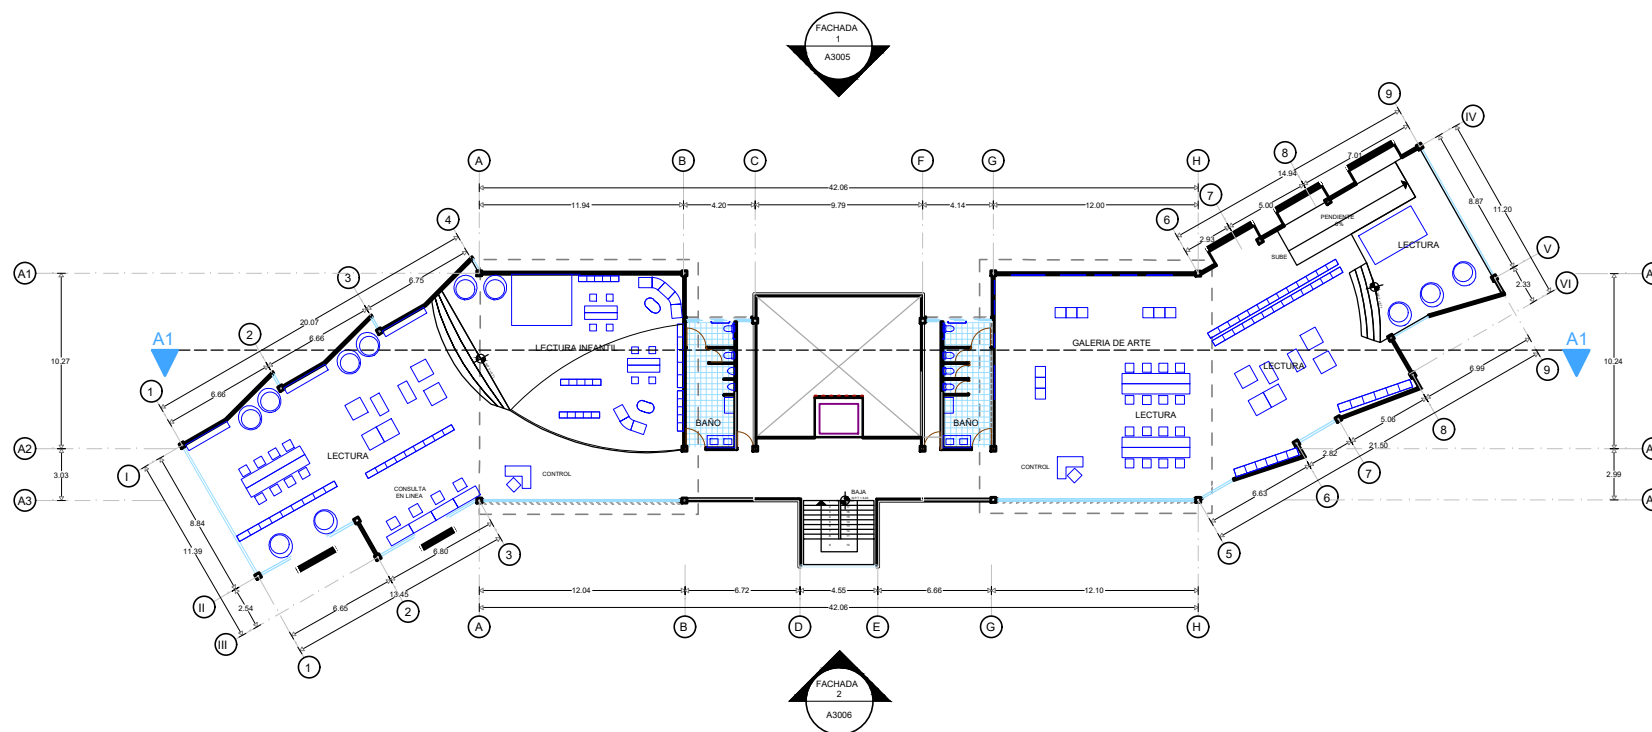 FACHADA
1
A3005
9
IV
A
B
C
F
G
H
8
7
6
7.01
14.94
5.00
2.93
42.06
11.94
4.20
9.79
4.14
12.00
8.87
11.20
PENDIENTE
SUBE
LECTURA
V
VI
2.33
4
3
2
1
6.75
20.07
6.66
6.66
A1
A1
A1
A1
10.27
10.24
LECTURA INFANTIL
GALERIA DE ARTE
LECTURA
6.99
9
BAÑO
BAÑO
LECTURA
5.06
8
21.50
2.82
7
6.63
6
5
A2
3.03
A3
2.99
LECTURA
CONTROL
CONTROL
CONSULTA
EN LINEA
BAJA
I
8.84
11.39
II
2.54
III
6.80
3
13.45
6.65
2
1
12.04
6.72
4.55
6.66
12.10
42.06
A
B
D
E
G
H
FACHADA
2
A3006